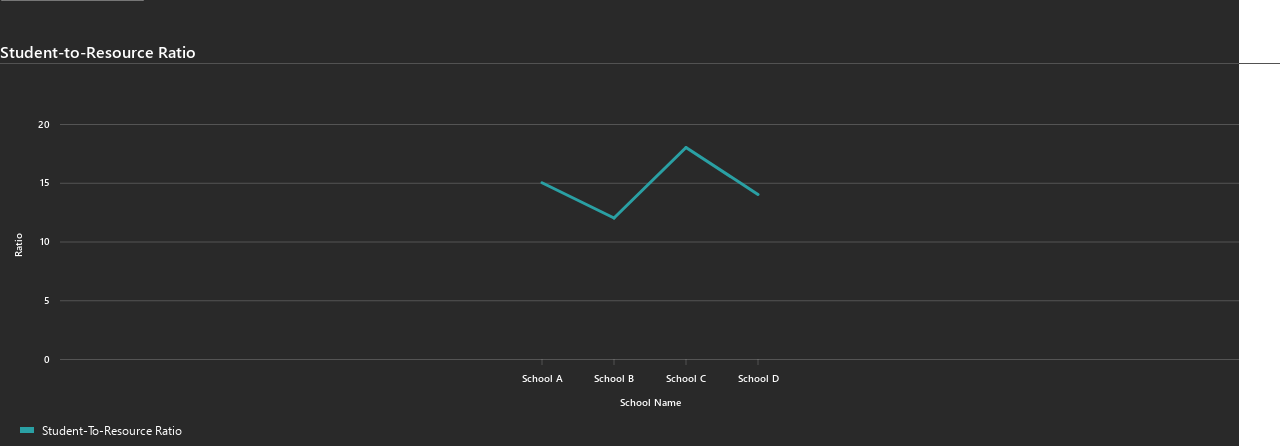 Student-to-Resource Ratio
20
15
10
5
0
Ratio
School A School B School C School D
School Name
Student-To-Resource Ratio